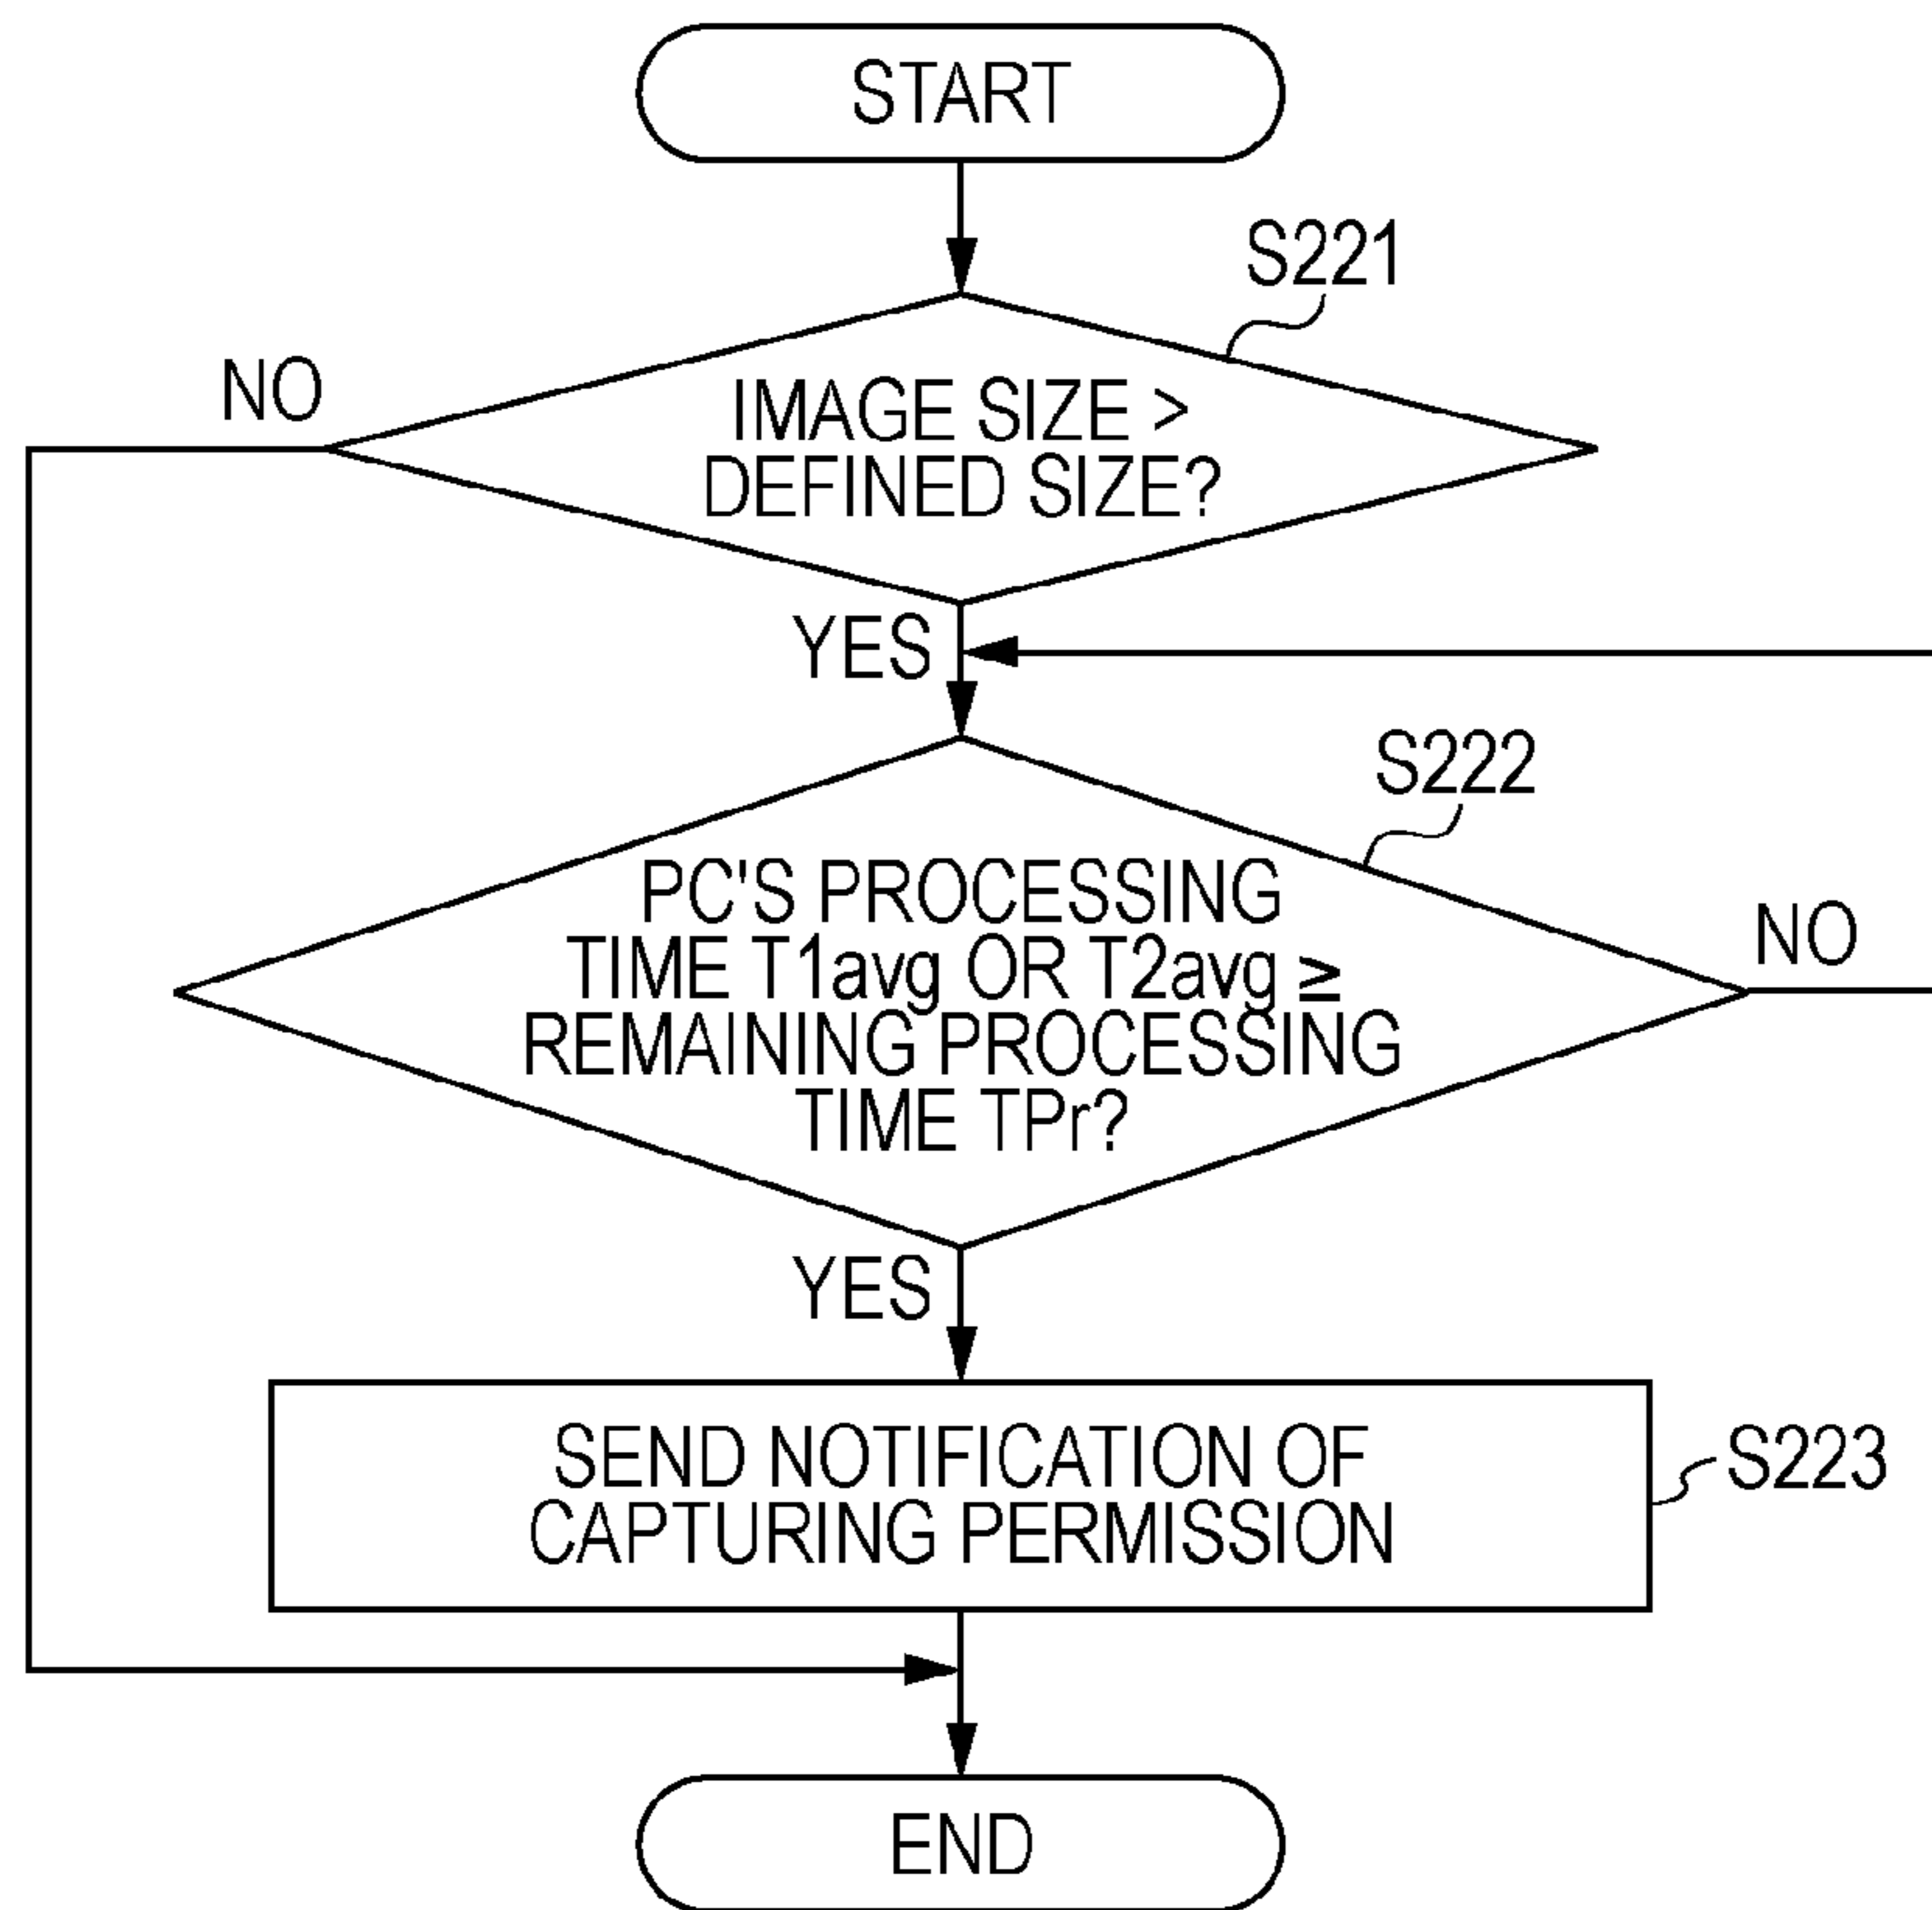 START
S221
NO
IMAGE SIZE >
DEFINED SIZE?
YES
S222
PC'S PROCESSING
TIME T1avg OR T2avg ≧
REMAINING PROCESSING
TIME TPr?
NO
YES
SEND NOTIFICATION OF
CAPTURING PERMISSION
S223
END